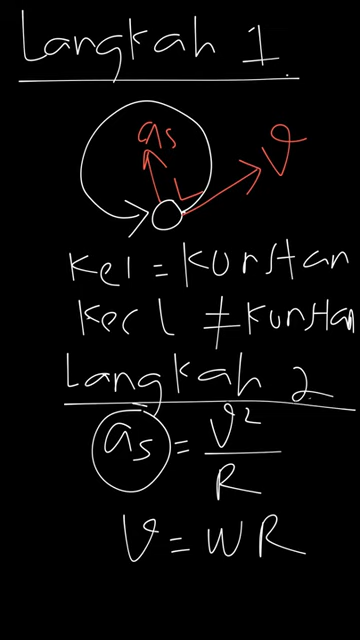 Langkah 1
as
v
kel = konstan
kec l ≠ konstan
Langkah 2.
as = v²/R
v = ωR